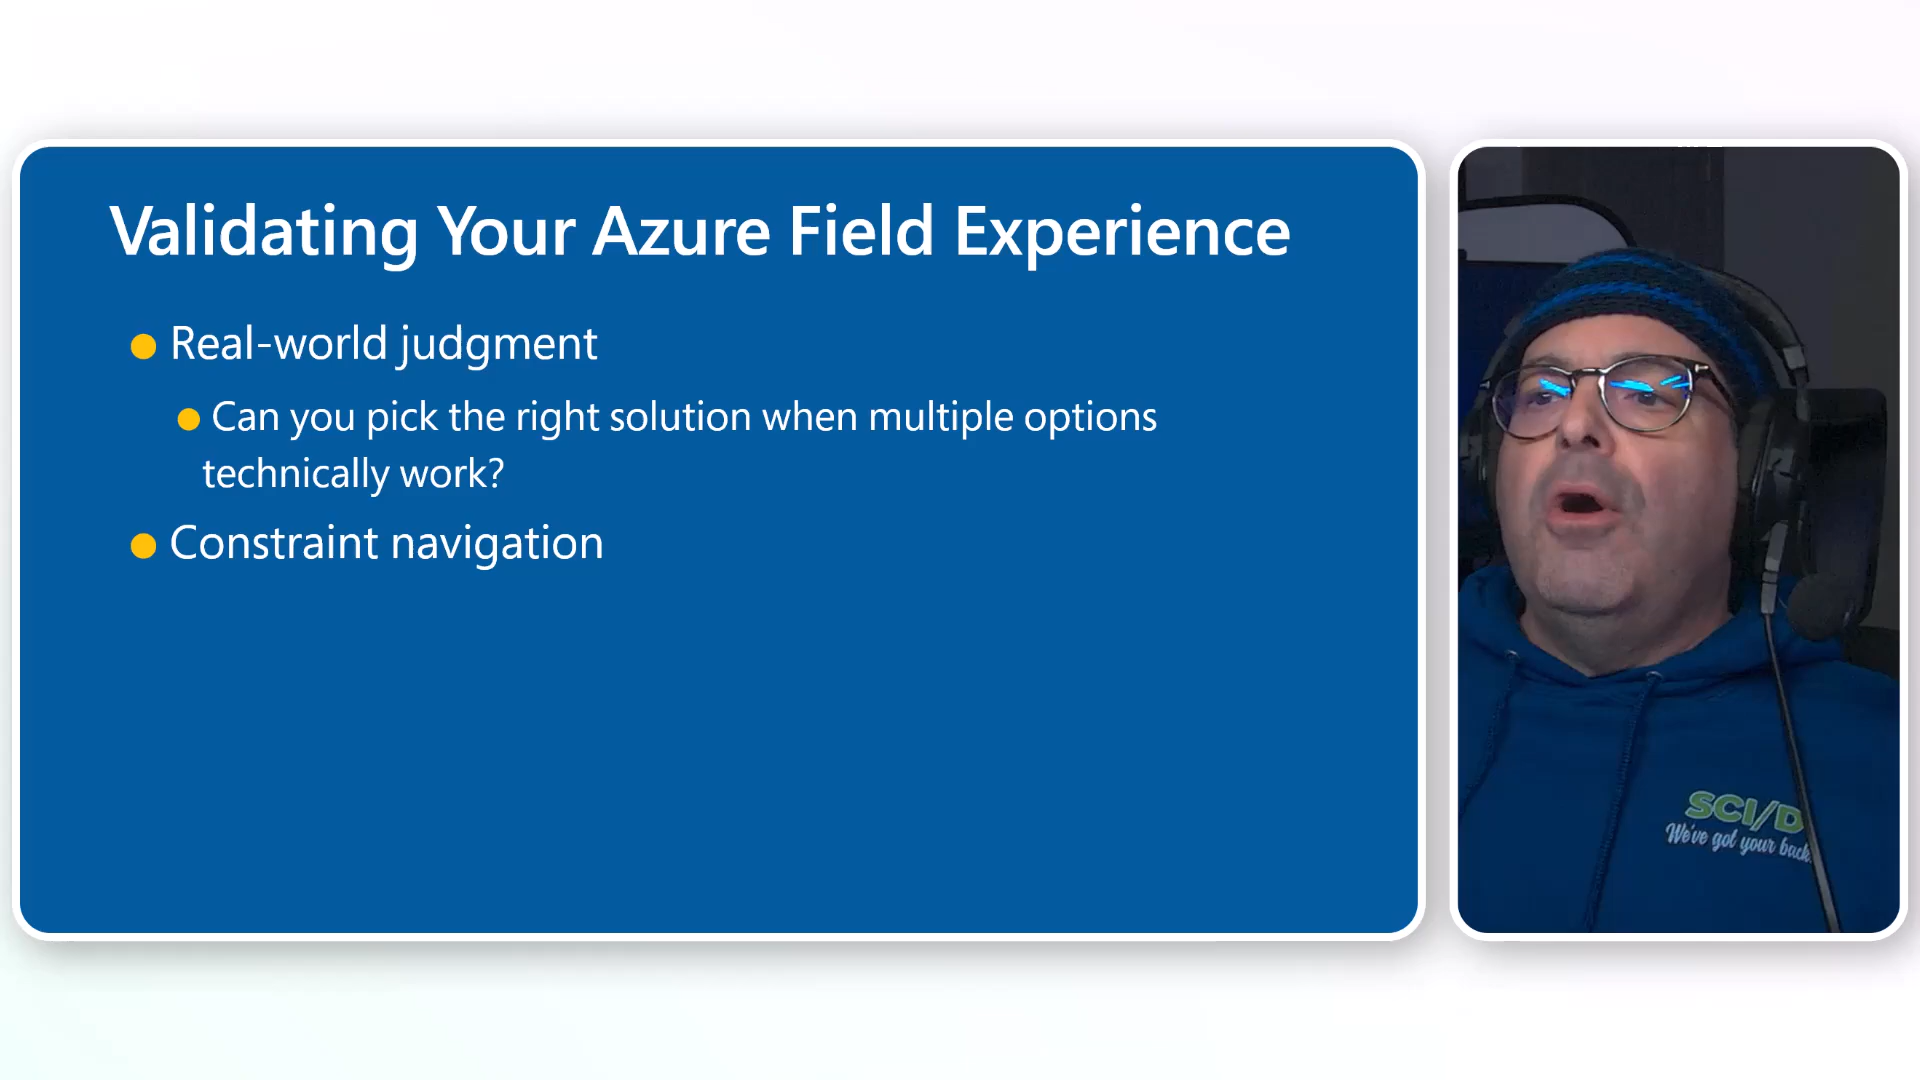 Validating Your Azure Field Experience
Real-world judgment
Can you pick the right solution when multiple options
technically work?
Constraint navigation
SCI/D
We've got your back